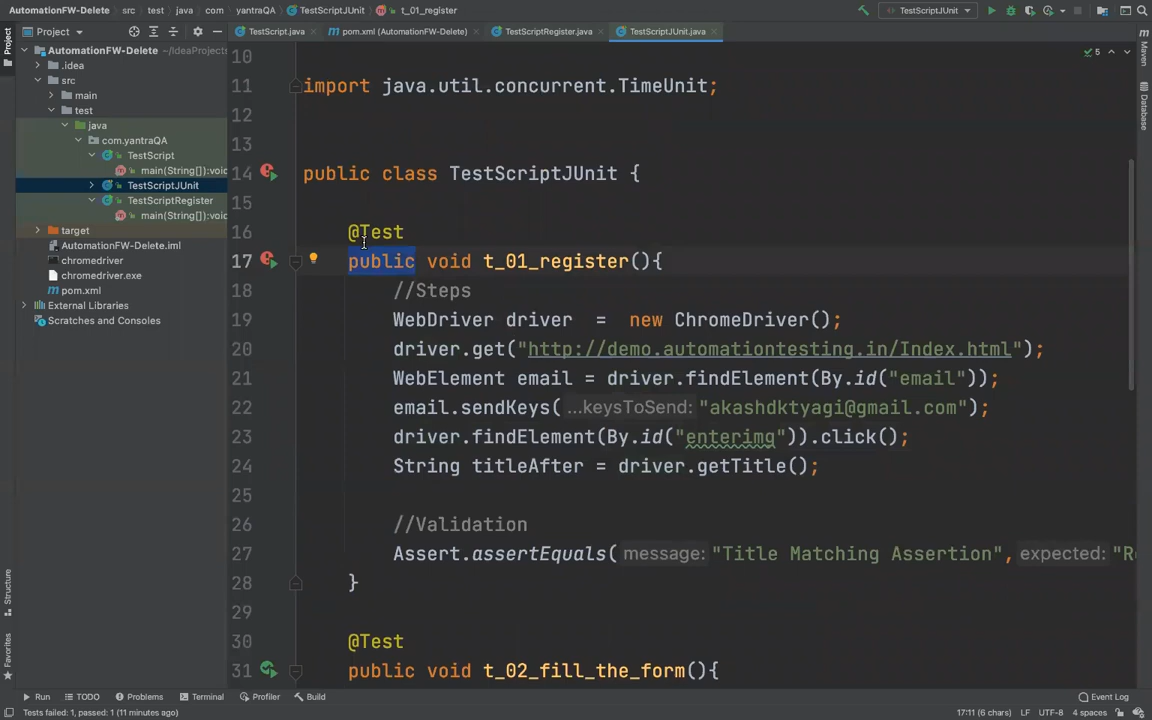 AutomationFW-Delete > src > test > java > com > yantraQA > TestScriptJUnit > t_01_register
TestScriptJUnit
Project
AutomationFW-Delete ~/IdeaProjects
.idea
src
main
test
java
com.yantraQA
TestScript
main(String[]):void
TestScriptJUnit
TestScriptRegister
main(String[]):void
target
AutomationFW-Delete.iml
chromedriver
chromedriver.exe
pom.xml
External Libraries
Scratches and Consoles
Project
Structure
Favorites
TestScript.java
pom.xml (AutomationFW-Delete)
TestScriptRegister.java
TestScriptJUnit.java
5
10
11 import java.util.concurrent.TimeUnit;
12
13
14 public class TestScriptJUnit {
15
16 @Test
17 public void t_01_register(){
18 //Steps
19 WebDriver driver = new ChromeDriver();
20 driver.get("http://demo.automationtesting.in/Index.html");
21 WebElement email = driver.findElement(By.id("email"));
22 email.sendKeys( ...keysToSend: "akashdktyagi@gmail.com");
23 driver.findElement(By.id("enterimg")).click();
24 String titleAfter = driver.getTitle();
25
26 //Validation
27 Assert.assertEquals( message: "Title Matching Assertion", expected: "R
28 }
29
30 @Test
31 public void t_02_fill_the_form(){
Maven
Database
Run TODO Problems Terminal Profiler Build Event Log
Tests failed: 1, passed: 1 (11 minutes ago) 17:11 (6 chars) LF UTF-8 4 spaces